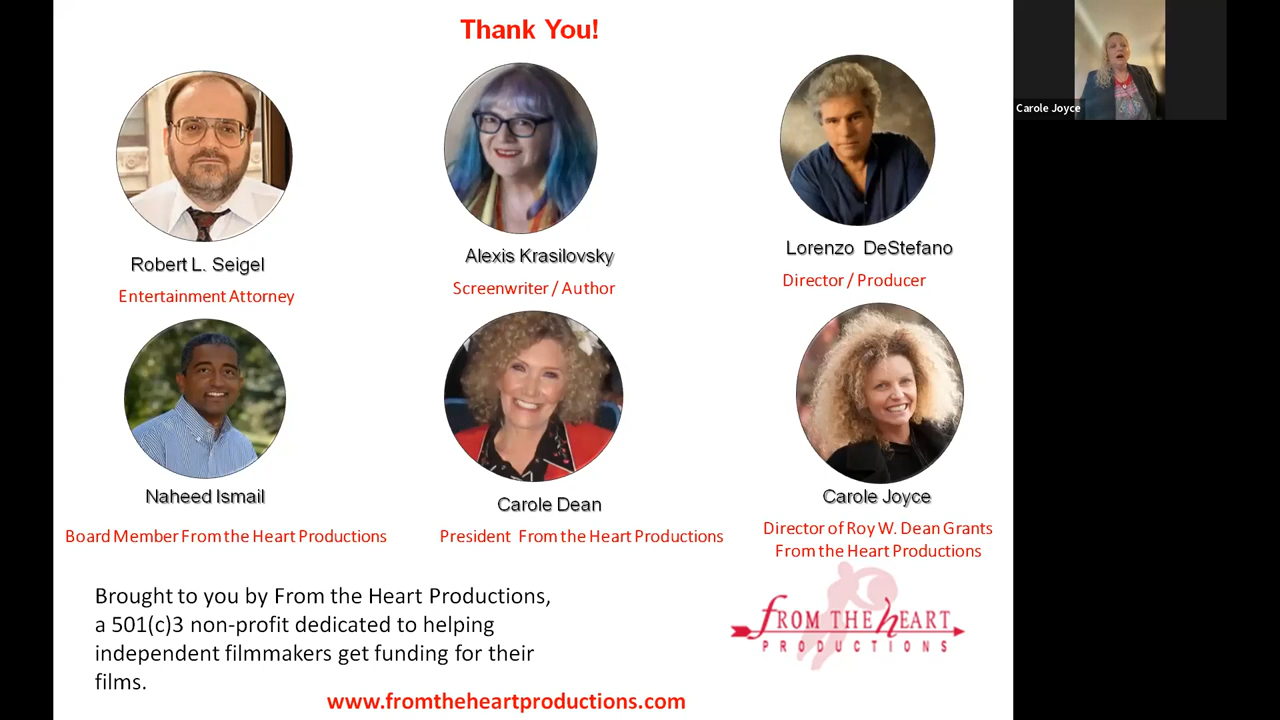 Thank You!
Carole Joyce
Robert L. Seigel
Entertainment Attorney
Alexis Krasilovsky
Screenwriter / Author
Lorenzo DeStefano
Director / Producer
Naheed Ismail
Board Member From the Heart Productions
Carole Dean
President From the Heart Productions
Carole Joyce
Director of Roy W. Dean Grants
From the Heart Productions
Brought to you by From the Heart Productions,
a 501(c)3 non-profit dedicated to helping
independent filmmakers get funding for their
films.
FROM THE hEART
PRODUCTIONS
www.fromtheheartproductions.com